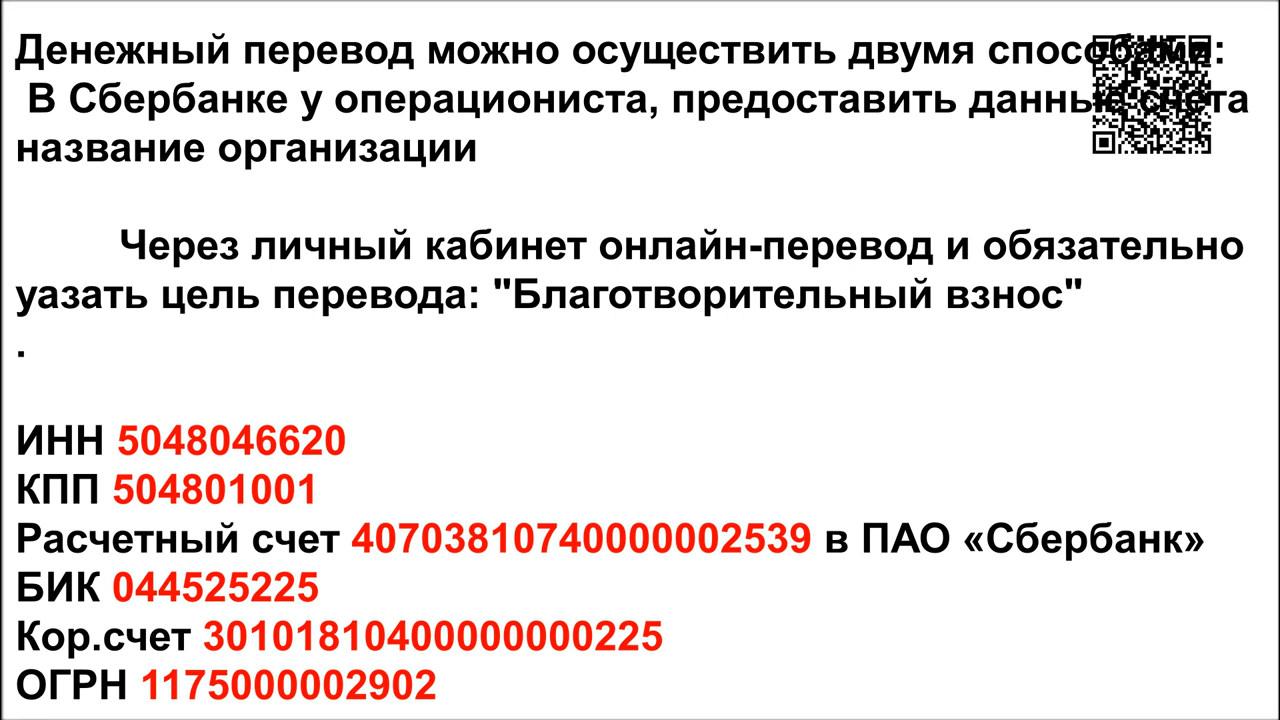 Денежный перевод можно осуществить двумя способами:
В Сбербанке у операциониста, предоставить данные счета
название организации
Через личный кабинет онлайн-перевод и обязательно
уазать цель перевода: "Благотворительный взнос"
.
ИНН 5048046620
КПП 504801001
Расчетный счет 40703810740000002539 в ПАО «Сбербанк»
БИК 044525225
Кор.счет 30101810400000000225
ОГРН 1175000002902